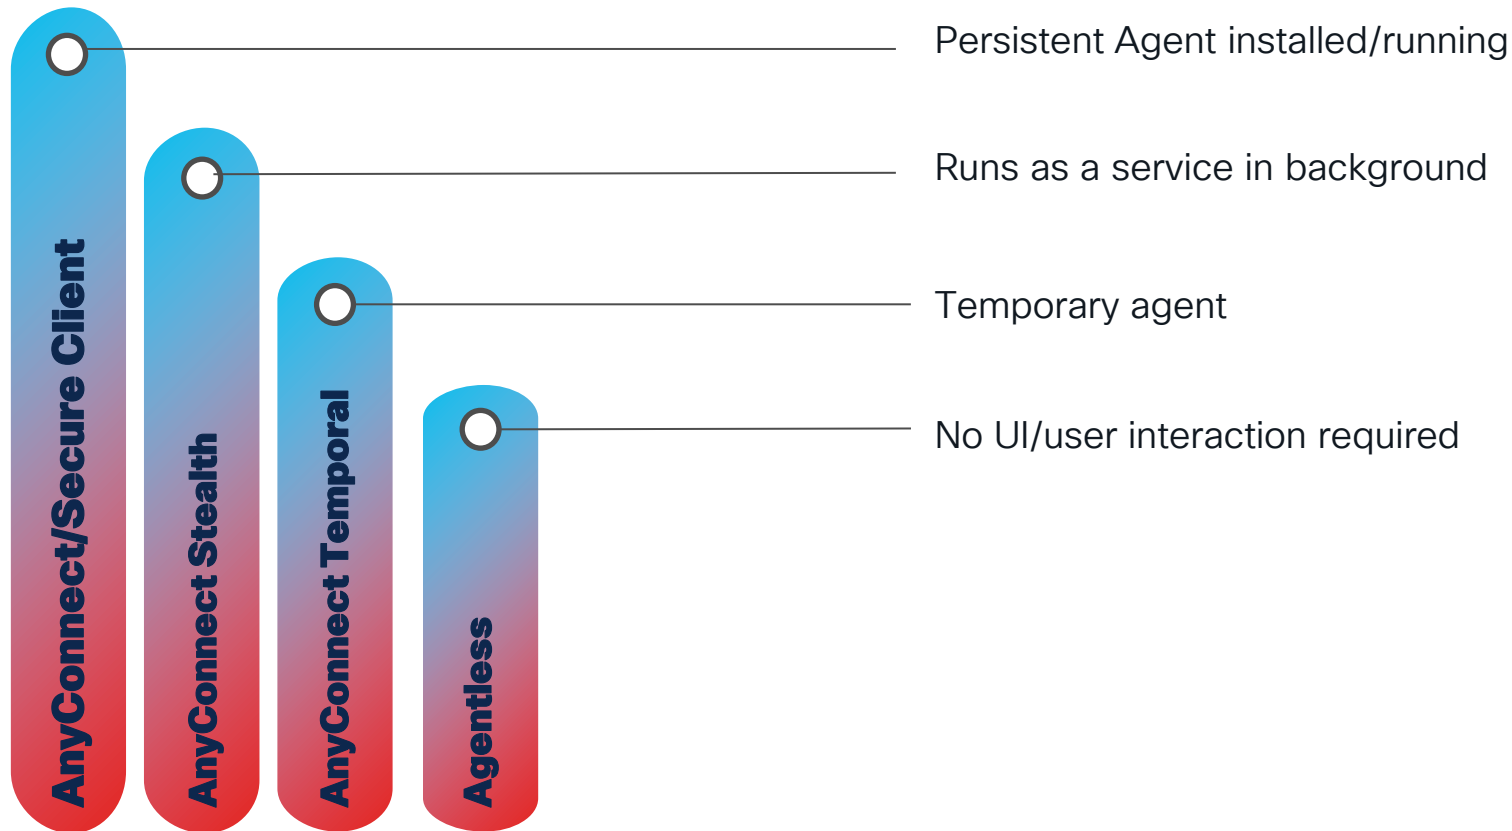 Persistent Agent installed/running
Runs as a service in background
Temporary agent
No UI/user interaction required
AnyConnect/Secure Client
AnyConnect Stealth
AnyConnect Temporal
Agentless